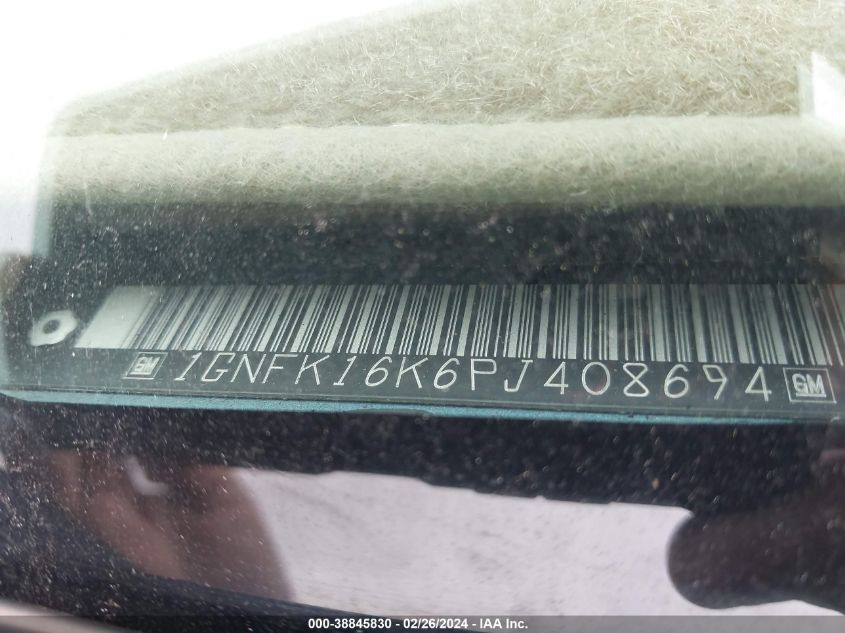 GM 1GNFK16K6PJ408694 GM
000-38845830 - 02/26/2024 - IAA Inc.